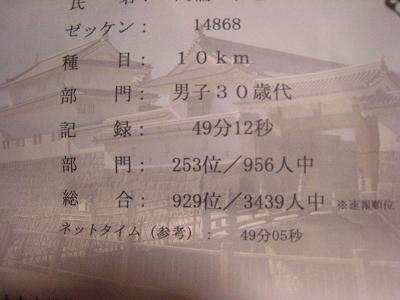 ゼッケン： 14868
種 目： １０ｋｍ
部 門： 男子３０歳代
記 録： 49分12秒
部 門： 253位／956人中
総 合： 929位／3439人中 ※速報順位
ネットタイム（参考）： 49分05秒